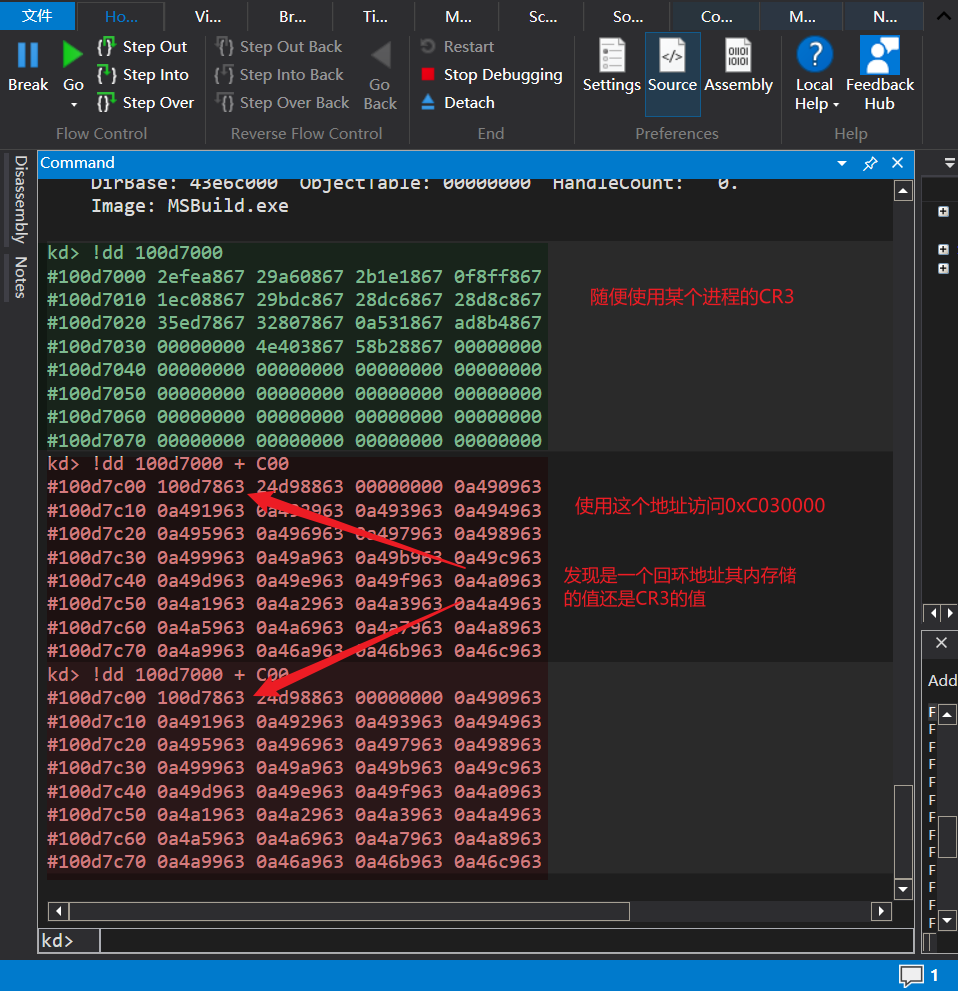 文件 Ho... Vi... Br... Ti... M... Sc... So... Co... M... N...
Break
Go
Step Out
Step Into
Step Over
Flow Control
Step Out Back
Step Into Back
Step Over Back
Go
Back
Reverse Flow Control
Restart
Stop Debugging
Detach
End
Settings
Source
Assembly
Preferences
Local
Help
Feedback
Hub
Help
Disassembly
Notes
Command
DirBase: 43e6c000  ObjectTable: 00000000  HandleCount:   0.
Image: MSBuild.exe
kd> !dd 100d7000
#100d7000 2efea867 29a60867 2b1e1867 0f8ff867
#100d7010 1ec08867 29bdc867 28dc6867 28d8c867
#100d7020 35ed7867 32807867 0a531867 ad8b4867
#100d7030 00000000 4e403867 58b28867 00000000
#100d7040 00000000 00000000 00000000 00000000
#100d7050 00000000 00000000 00000000 00000000
#100d7060 00000000 00000000 00000000 00000000
#100d7070 00000000 00000000 00000000 00000000
随便使用某个进程的CR3
kd> !dd 100d7000 + C00
#100d7c00 100d7863 24d98863 00000000 0a490963
#100d7c10 0a491963 0a492963 0a493963 0a494963
#100d7c20 0a495963 0a496963 0a497963 0a498963
#100d7c30 0a499963 0a49a963 0a49b963 0a49c963
#100d7c40 0a49d963 0a49e963 0a49f963 0a4a0963
#100d7c50 0a4a1963 0a4a2963 0a4a3963 0a4a4963
#100d7c60 0a4a5963 0a4a6963 0a4a7963 0a4a8963
#100d7c70 0a4a9963 0a46a963 0a46b963 0a46c963
使用这个地址访问0xC030000
发现是一个回环地址其内存储
的值还是CR3的值
kd> !dd 100d7000 + C00
#100d7c00 100d7863 24d98863 00000000 0a490963
#100d7c10 0a491963 0a492963 0a493963 0a494963
#100d7c20 0a495963 0a496963 0a497963 0a498963
#100d7c30 0a499963 0a49a963 0a49b963 0a49c963
#100d7c40 0a49d963 0a49e963 0a49f963 0a4a0963
#100d7c50 0a4a1963 0a4a2963 0a4a3963 0a4a4963
#100d7c60 0a4a5963 0a4a6963 0a4a7963 0a4a8963
#100d7c70 0a4a9963 0a46a963 0a46b963 0a46c963
kd>
Add
F
F
F
F
F
F
F
F
F
F
F
F
F
1